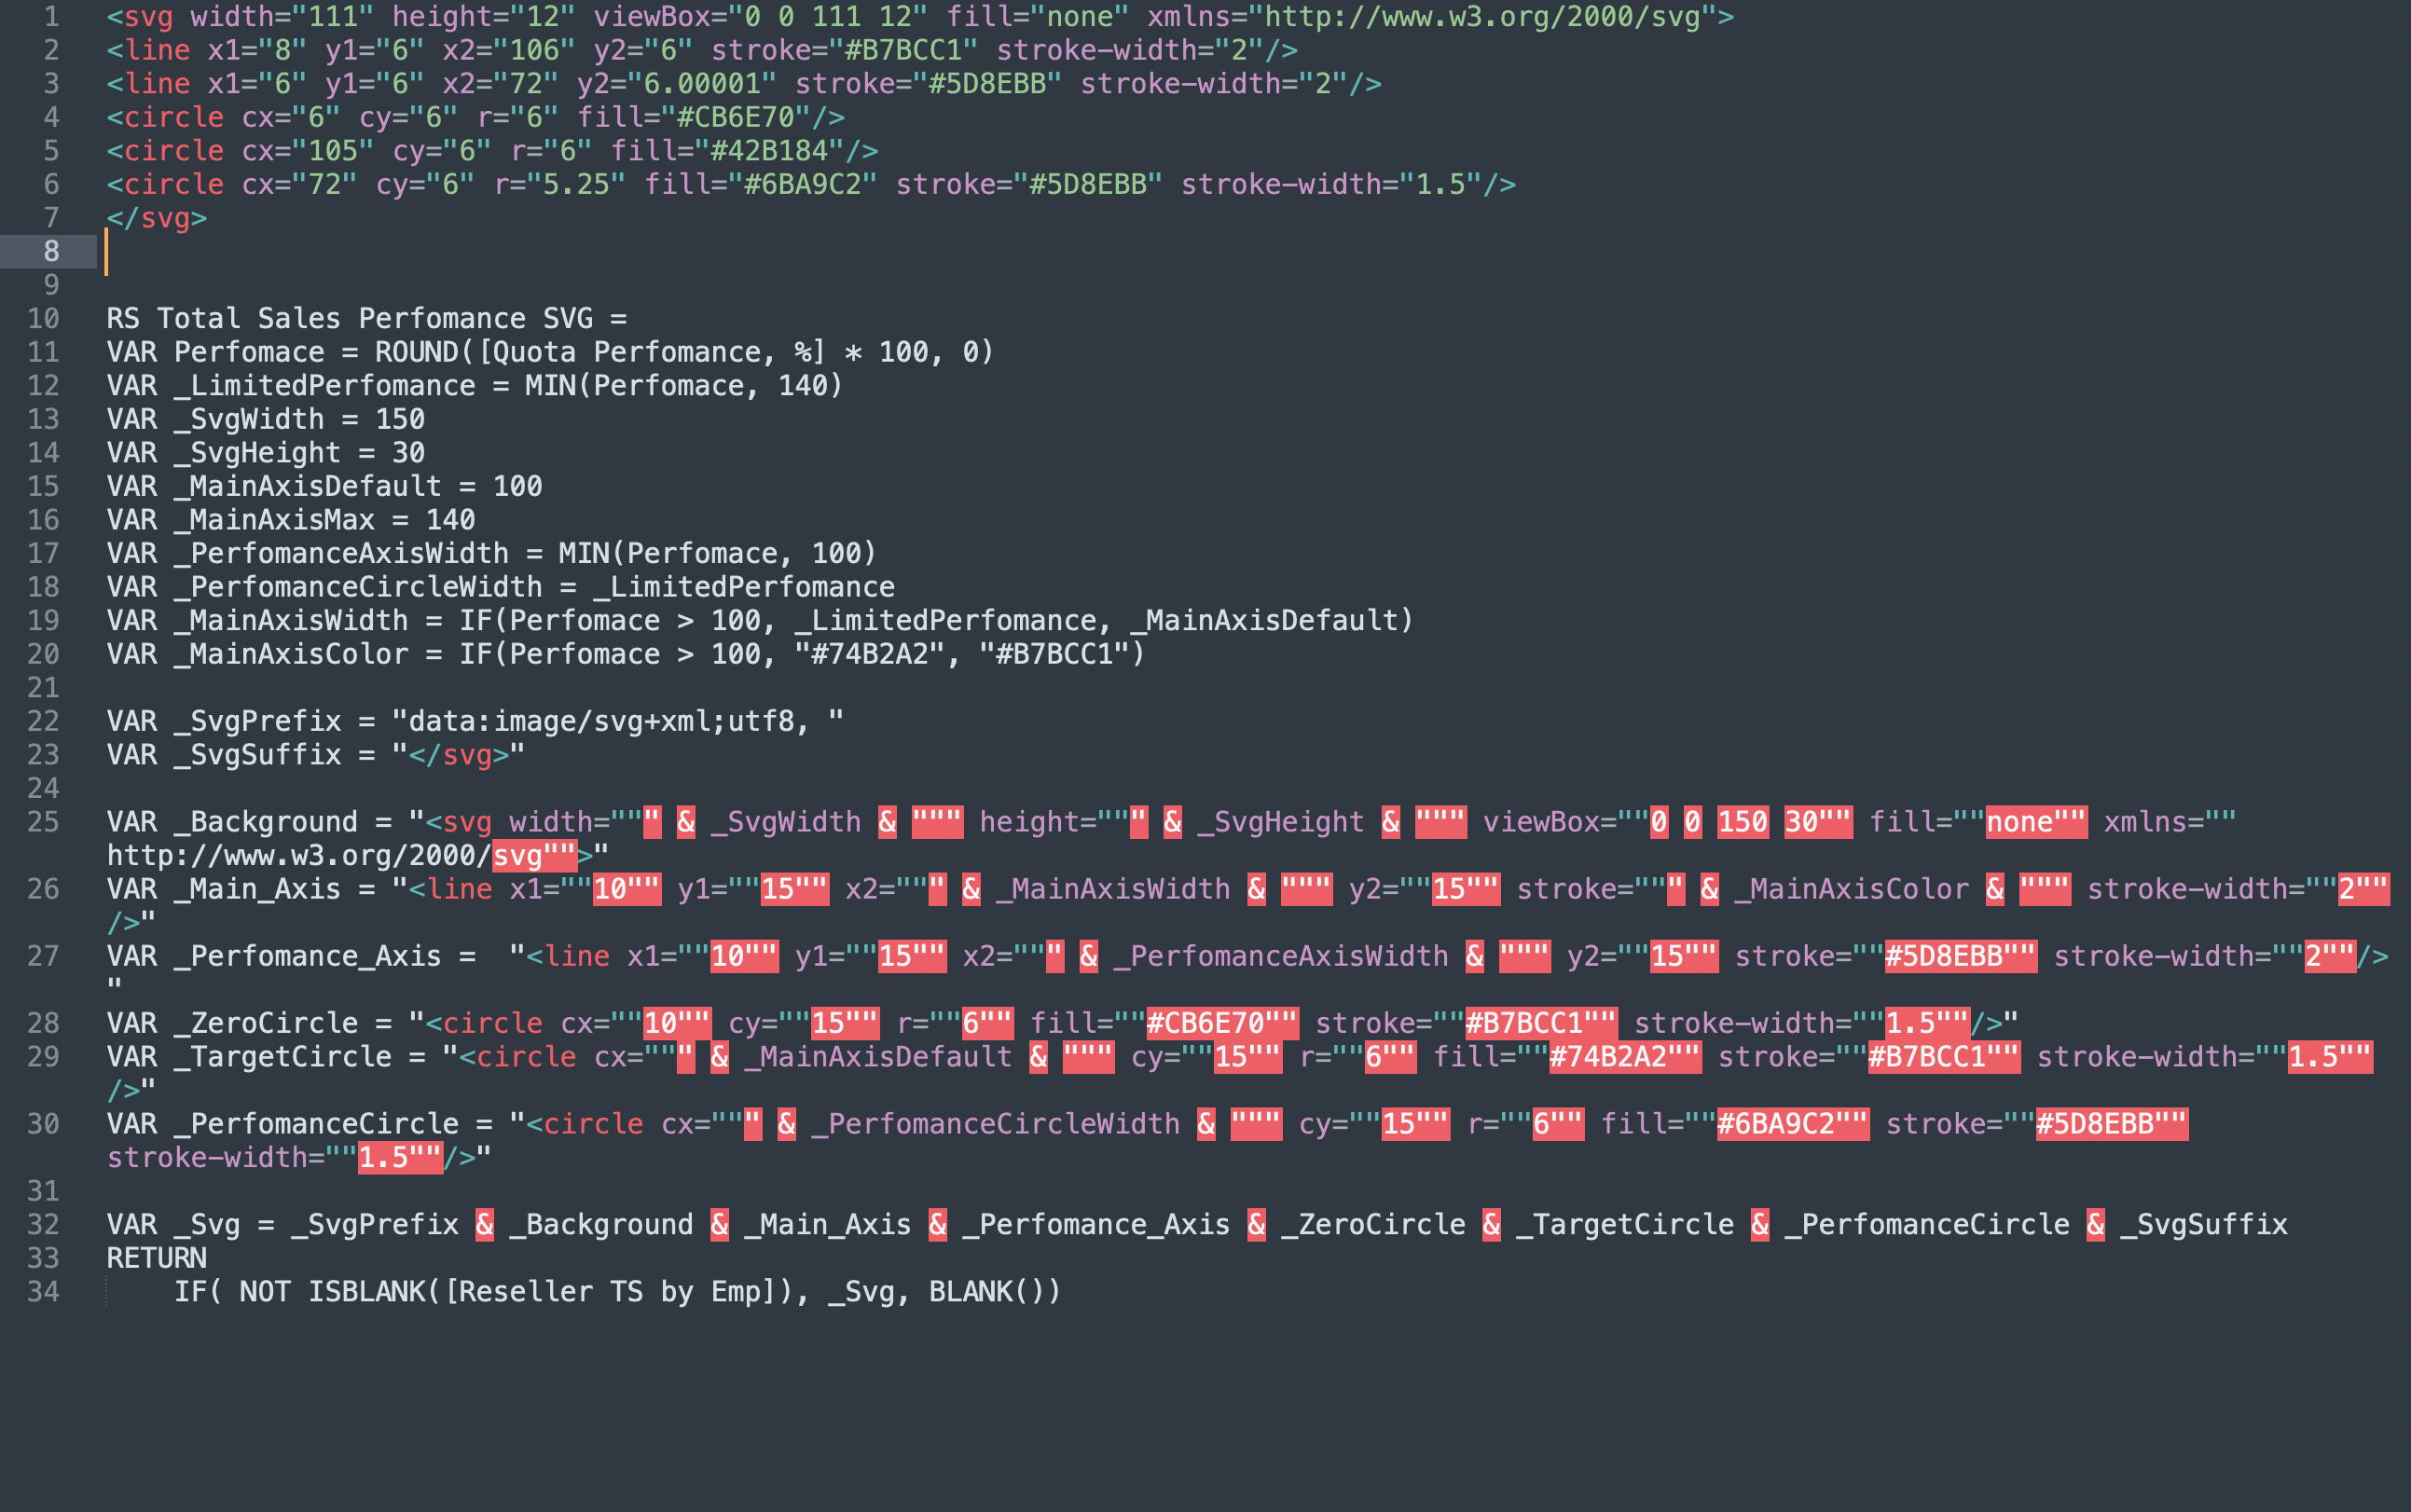 1 <svg width="111" height="12" viewBox="0 0 111 12" fill="none" xmlns="http://www.w3.org/2000/svg">
2 <line x1="8" y1="6" x2="106" y2="6" stroke="#B7BCC1" stroke-width="2"/>
3 <line x1="6" y1="6" x2="72" y2="6.00001" stroke="#5D8EBB" stroke-width="2"/>
4 <circle cx="6" cy="6" r="6" fill="#CB6E70"/>
5 <circle cx="105" cy="6" r="6" fill="#42B184"/>
6 <circle cx="72" cy="6" r="5.25" fill="#6BA9C2" stroke="#5D8EBB" stroke-width="1.5"/>
7 </svg>
8
9
10 RS Total Sales Perfomance SVG =
11 VAR Perfomace = ROUND([Quota Perfomance, %] * 100, 0)
12 VAR _LimitedPerfomance = MIN(Perfomace, 140)
13 VAR _SvgWidth = 150
14 VAR _SvgHeight = 30
15 VAR _MainAxisDefault = 100
16 VAR _MainAxisMax = 140
17 VAR _PerfomanceAxisWidth = MIN(Perfomace, 100)
18 VAR _PerfomanceCircleWidth = _LimitedPerfomance
19 VAR _MainAxisWidth = IF(Perfomace > 100, _LimitedPerfomance, _MainAxisDefault)
20 VAR _MainAxisColor = IF(Perfomace > 100, "#74B2A2", "#B7BCC1")
21
22 VAR _SvgPrefix = "data:image/svg+xml;utf8, "
23 VAR _SvgSuffix = "</svg>"
24
25 VAR _Background = "<svg width=""" & _SvgWidth & """ height=""" & _SvgHeight & """ viewBox=""0 0 150 30"" fill=""none"" xmlns=""
http://www.w3.org/2000/svg"">"
26 VAR _Main_Axis = "<line x1=""10"" y1=""15"" x2=""" & _MainAxisWidth & """ y2=""15"" stroke=""" & _MainAxisColor & """ stroke-width=""2""
/>"
27 VAR _Perfomance_Axis =  "<line x1=""10"" y1=""15"" x2=""" & _PerfomanceAxisWidth & """ y2=""15"" stroke=""#5D8EBB"" stroke-width=""2""/>
"
28 VAR _ZeroCircle = "<circle cx=""10"" cy=""15"" r=""6"" fill=""#CB6E70"" stroke=""#B7BCC1"" stroke-width=""1.5""/>"
29 VAR _TargetCircle = "<circle cx=""" & _MainAxisDefault & """ cy=""15"" r=""6"" fill=""#74B2A2"" stroke=""#B7BCC1"" stroke-width=""1.5""
/>"
30 VAR _PerfomanceCircle = "<circle cx=""" & _PerfomanceCircleWidth & """ cy=""15"" r=""6"" fill=""#6BA9C2"" stroke=""#5D8EBB""
stroke-width=""1.5""/>"
31
32 VAR _Svg = _SvgPrefix & _Background & _Main_Axis & _Perfomance_Axis & _ZeroCircle & _TargetCircle & _PerfomanceCircle & _SvgSuffix
33 RETURN
34     IF( NOT ISBLANK([Reseller TS by Emp]), _Svg, BLANK())